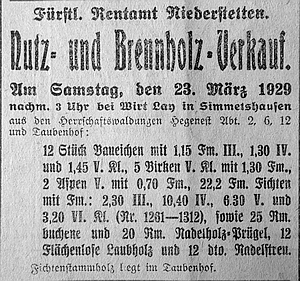 Fürstl. Rentamt Niederstetten.
Nutz- und Brennholz-Verkauf.
Am Samstag, den 23. März 1929
nachm. 3 Uhr bei Wirt Lay in Simmetshausen
aus den Herrschaftswaldungen Hegenest Abt. 2, 6, 12
und Taubenhof:
12 Stück Baueichen mit 1,15 Fm. III., 1,30 IV.
und 1,45 V. Kl., 5 Birken V. Kl. mit 1,30 Fm.,
2 Aspen V. mit 0,70 Fm., 22,2 Fm. Fichten
mit Fm.: 2,30 III., 10,40 IV., 6.30 V. und
3,20 VI. Kl. (Nr. 1261—1312), sowie 25 Rm.
buchene und 20 Rm. Nadelholz-Prügel, 12
Flächenlose Laubholz und 12 dto. Nadelstren.
Fichtenstammholz liegt im Taubenhof.